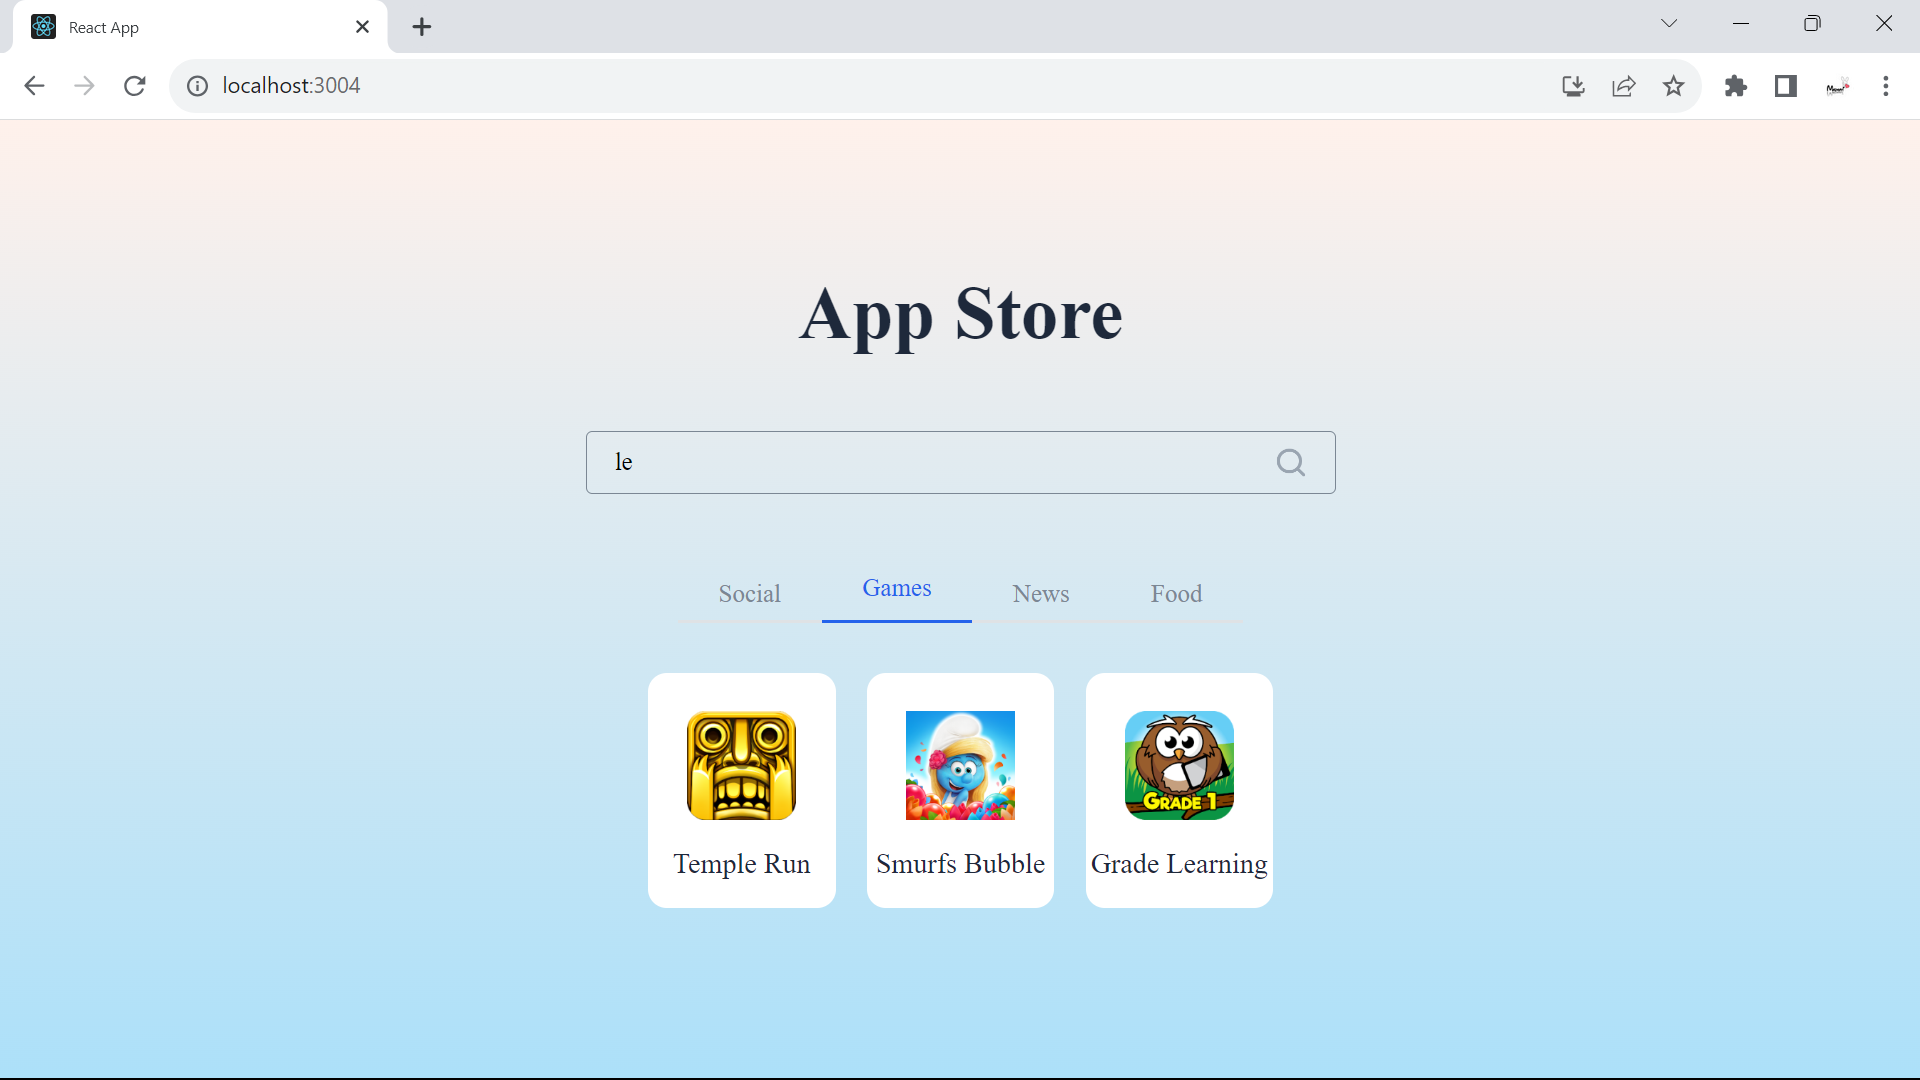 React App
localhost:3004
App Store
le
Social Games News Food
GRADE 1
Temple Run Smurfs Bubble Grade Learning